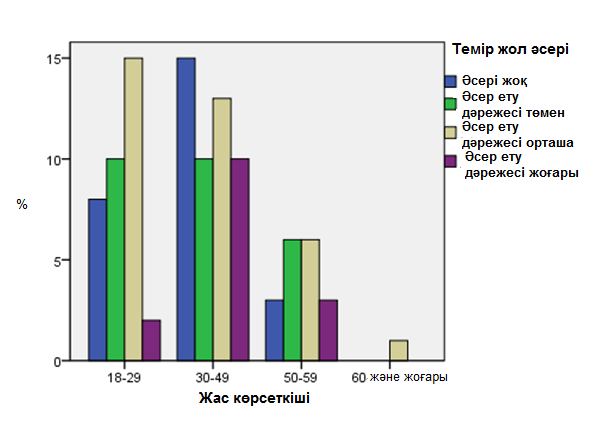 Темір жол әсері
Әсері жоқ
Әсер ету
дәрежесі төмен
Әсер ету
дәрежесі орташа
Әсер ету
дәрежесі жоғары
15
10
5
0
%
18-29 30-49 50-59 60 және жоғары
Жас көрсеткіші